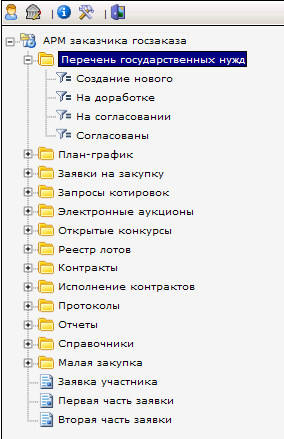 АРМ заказчика госзаказа
Перечень государственных нужд
Создание нового
На доработке
На согласовании
Согласованы
План-график
Заявки на закупку
Запросы котировок
Электронные аукционы
Открытые конкурсы
Реестр лотов
Контракты
Исполнение контрактов
Протоколы
Отчеты
Справочники
Малая закупка
Заявка участника
Первая часть заявки
Вторая часть заявки